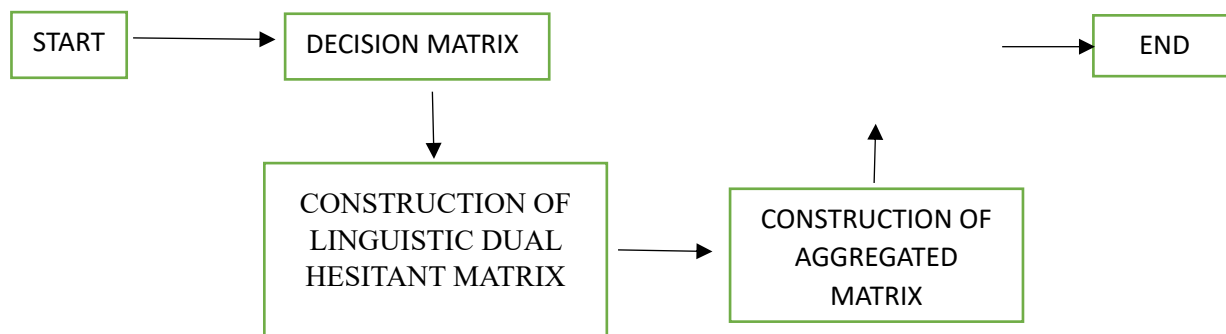 START
DECISION MATRIX
END
CONSTRUCTION OF
LINGUISTIC DUAL
HESITANT MATRIX
CONSTRUCTION OF
AGGREGATED
MATRIX